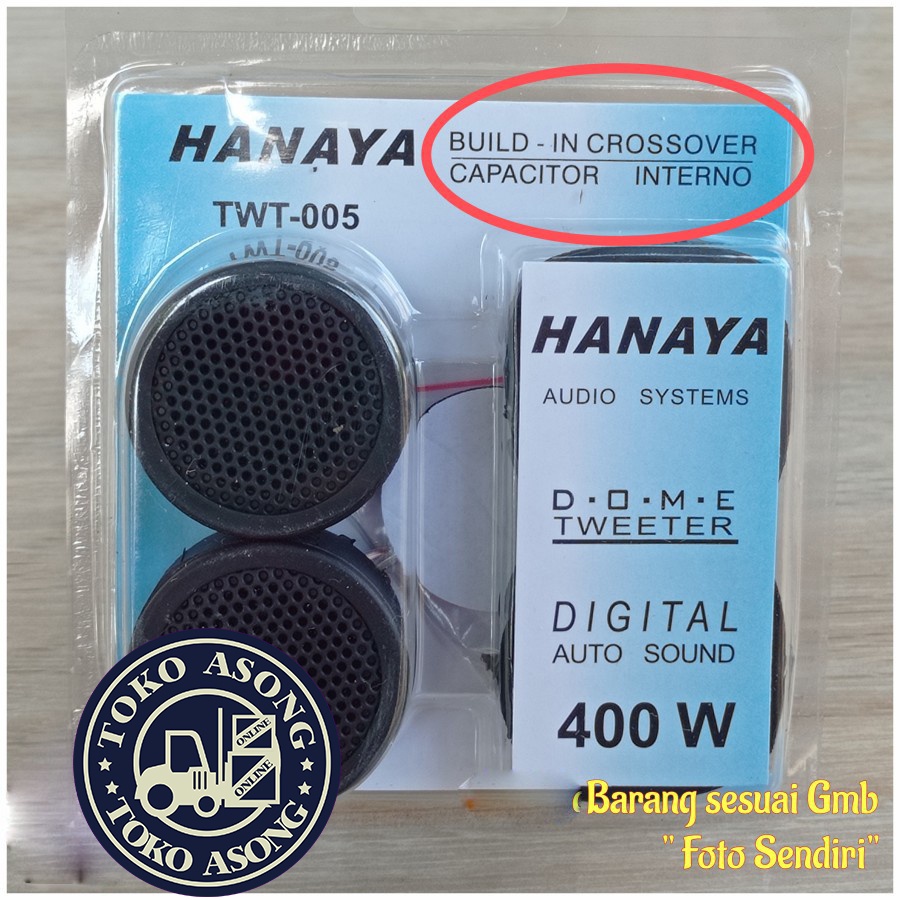 HANAYA
BUILD - IN CROSSOVER
CAPACITOR INTERNO
TWT-005
HANAYA
AUDIO SYSTEMS
D·O·M·E
TWEETER
DIGITAL
AUTO SOUND
400 W
TOKO ASONG
ONLINE
ONLINE
TOKO ASONG
Barang sesuai Gmb
" Foto Sendiri"